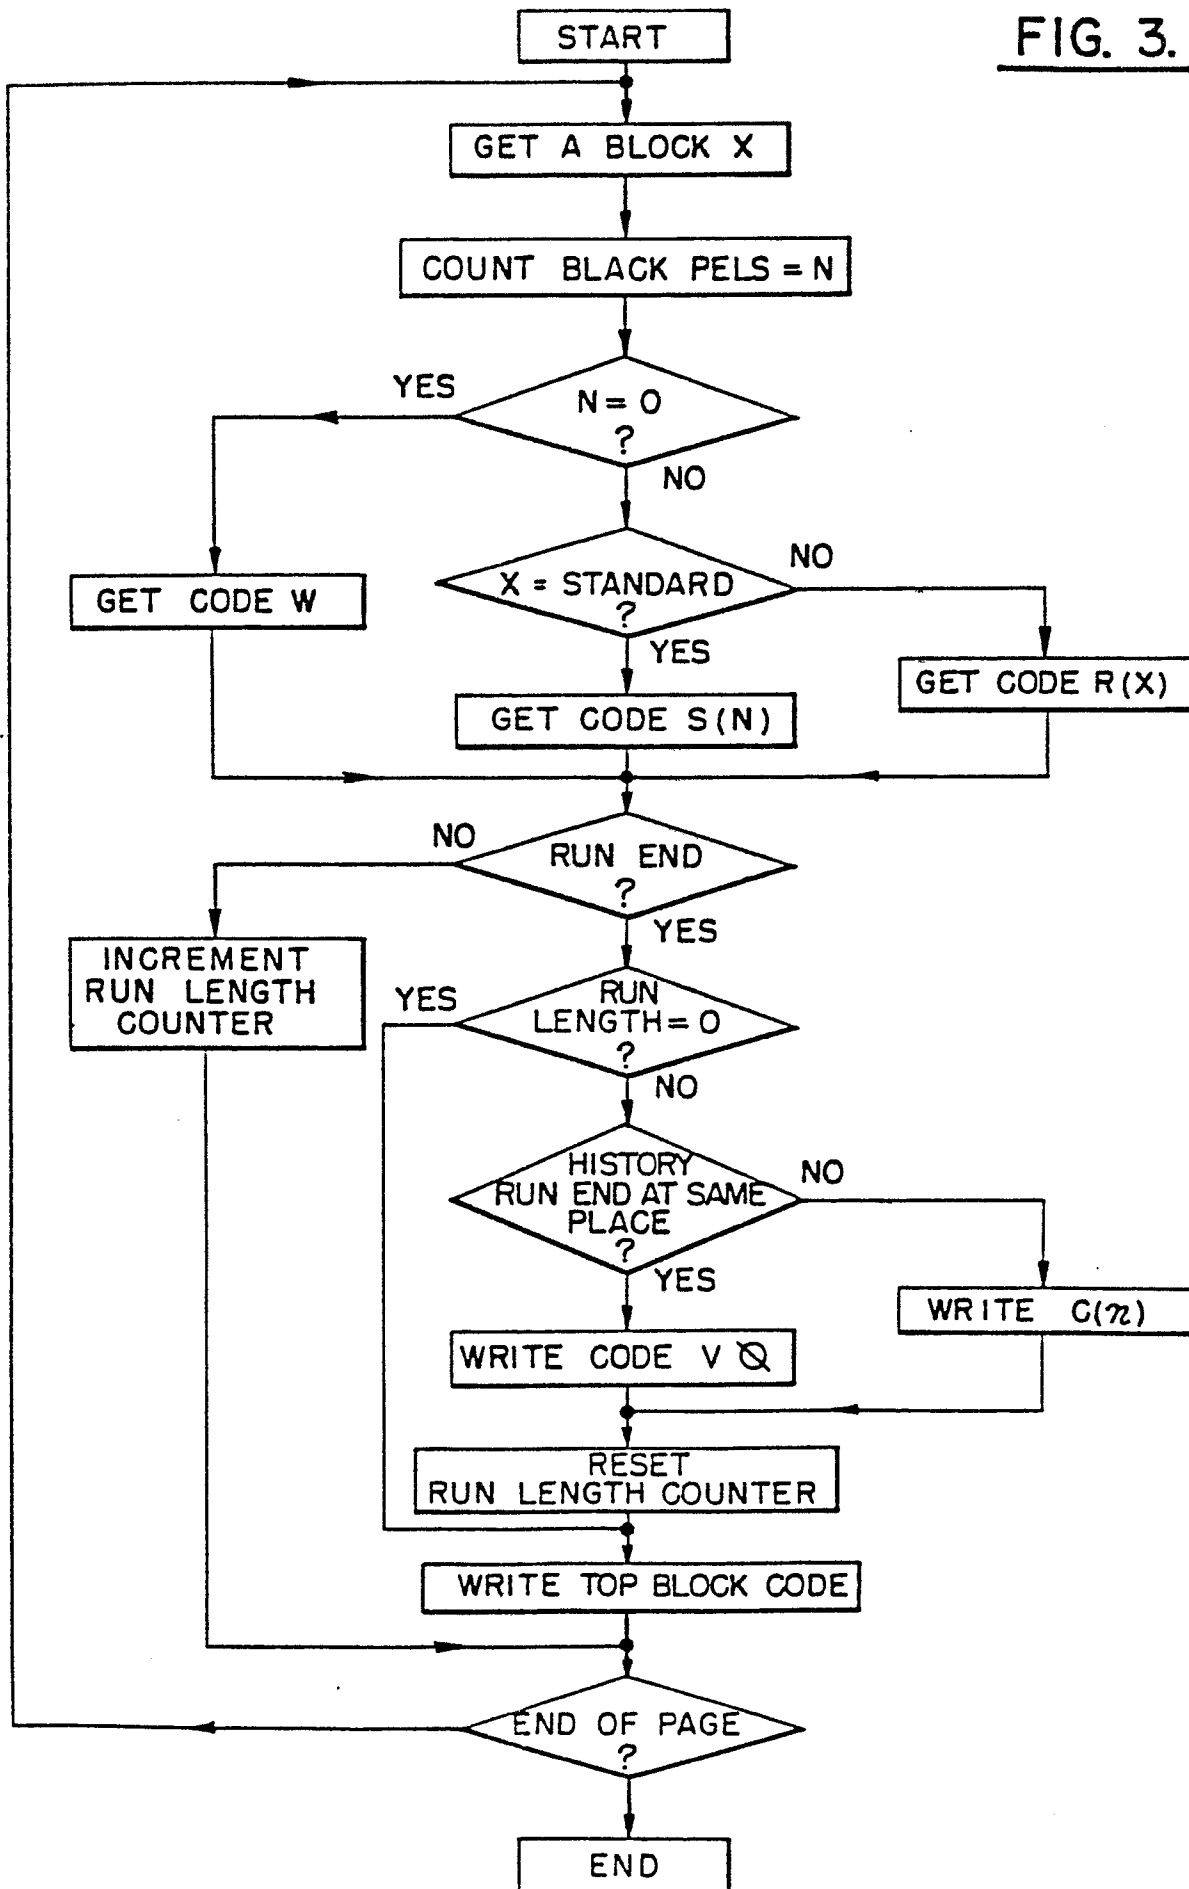 FIG. 3.
START
GET A BLOCK X
COUNT BLACK PELS = N
YES
N = 0
?
NO
X = STANDARD
?
NO
YES
GET CODE W
GET CODE S(N)
GET CODE R(X)
NO
RUN END
?
YES
INCREMENT
RUN LENGTH
COUNTER
YES
RUN
LENGTH = 0
?
NO
HISTORY
RUN END AT SAME
PLACE
?
NO
YES
WRITE C(n)
WRITE CODE V Ꝋ
RESET
RUN LENGTH COUNTER
WRITE TOP BLOCK CODE
END OF PAGE
?
END